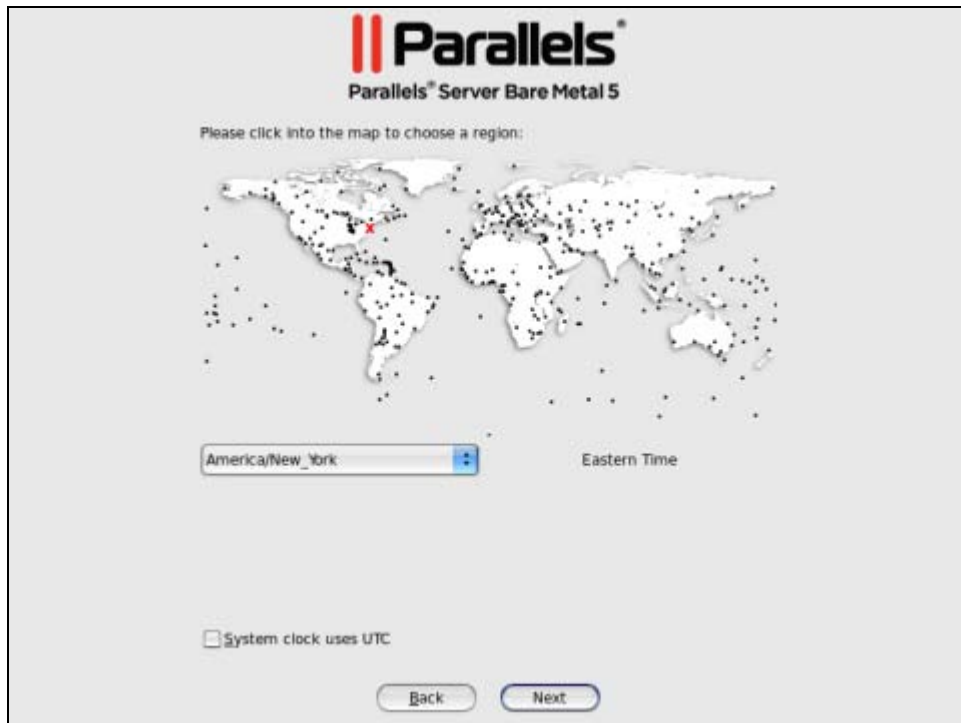 Parallels®
Parallels® Server Bare Metal 5
Please click into the map to choose a region:
x
America/New_York
Eastern Time
System clock uses UTC
Back
Next